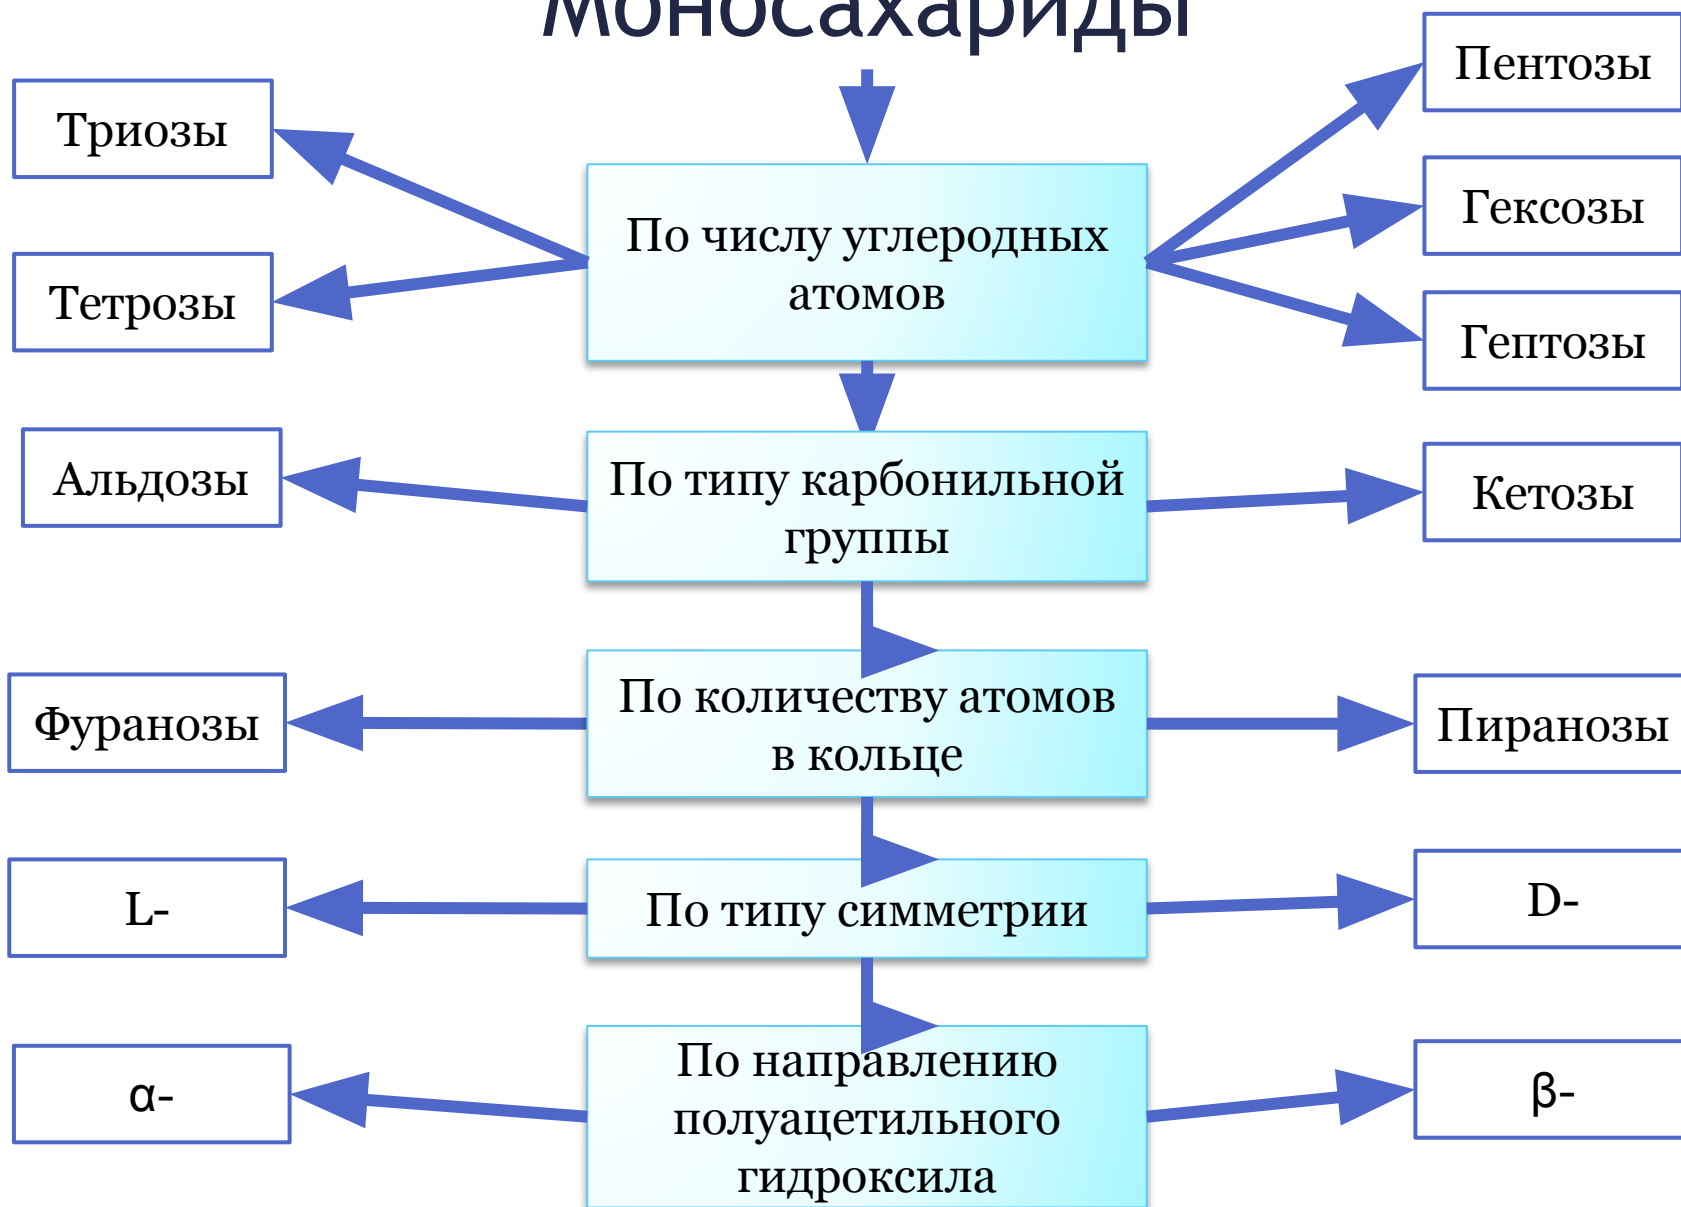 Моносахариды
Триозы
Тетрозы
По числу углеродных
атомов
Пентозы
Гексозы
Гептозы
Альдозы
По типу карбонильной
группы
Кетозы
Фуранозы
По количеству атомов
в кольце
Пиранозы
L-
По типу симметрии
D-
α-
По направлению
полуацетильного
гидроксила
β-